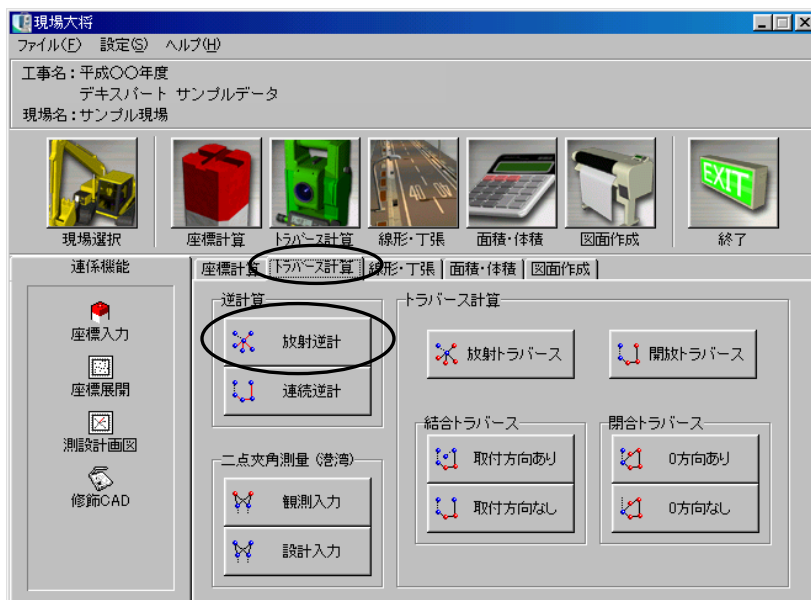 現場大将
ファイル(F) 設定(S) ヘルプ(H)
工事名：平成〇〇年度
デキスパート サンプルデータ
現場名：サンプル現場
EXIT
現場選択 座標計算 トラバース計算 線形・丁張 面積・体積 図面作成 終了
連係機能
座標計算 トラバース計算 線形・丁張 面積・体積 図面作成
座標入力
座標展開
測設計画図
修飾CAD
逆計算
放射逆計
連続逆計
二点夾角測量（港湾）
観測入力
設計入力
トラバース計算
放射トラバース 開放トラバース
結合トラバース
取付方向あり
取付方向なし
閉合トラバース
0方向あり
0方向なし